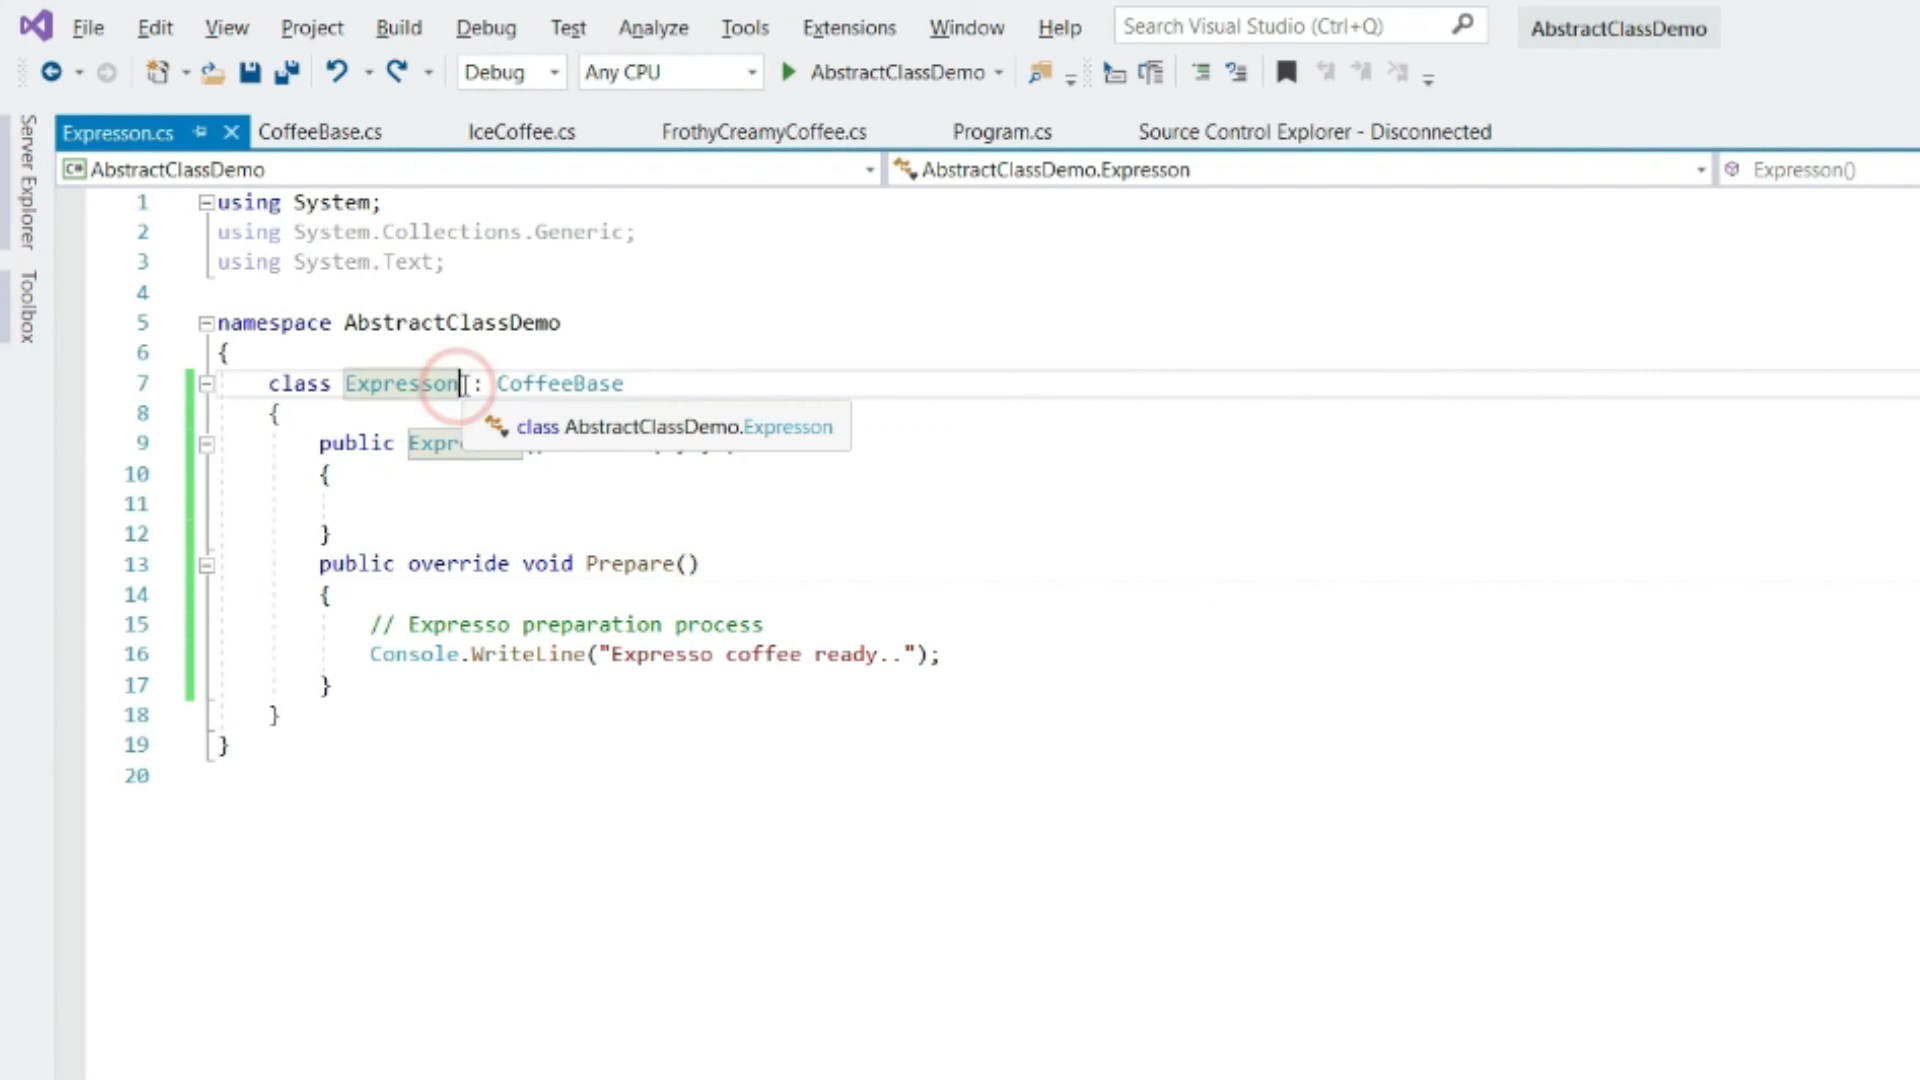 File Edit View Project Build Debug Test Analyze Tools Extensions Window Help Search Visual Studio (Ctrl+Q) AbstractClassDemo
Debug Any CPU AbstractClassDemo
Server Explorer
Toolbox
Expresson.cs CoffeeBase.cs IceCoffee.cs FrothyCreamyCoffee.cs Program.cs Source Control Explorer - Disconnected
C# AbstractClassDemo AbstractClassDemo.Expresson Expresson()
1 using System;
2 using System.Collections.Generic;
3 using System.Text;
4
5 namespace AbstractClassDemo
6 {
7 class Expresson : CoffeeBase
8 {
class AbstractClassDemo.Expresson
9 public Expr
10 {
11
12 }
13 public override void Prepare()
14 {
15 // Expresso preparation process
16 Console.WriteLine("Expresso coffee ready..");
17 }
18 }
19 }
20